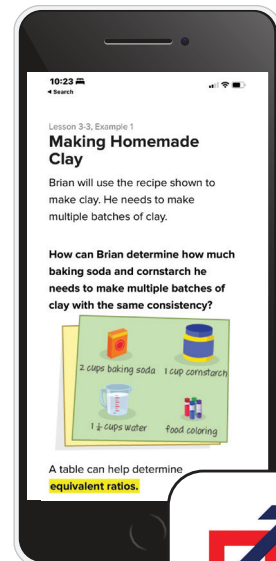 10:23
◄ Search
Lesson 3-3, Example 1
Making Homemade
Clay
Brian will use the recipe shown to
make clay. He needs to make
multiple batches of clay.
How can Brian determine how much
baking soda and cornstarch he
needs to make multiple batches of
clay with the same consistency?
2 cups baking soda
1 cup cornstarch
1 1/4 cups water
food coloring
A table can help determine
equivalent ratios.